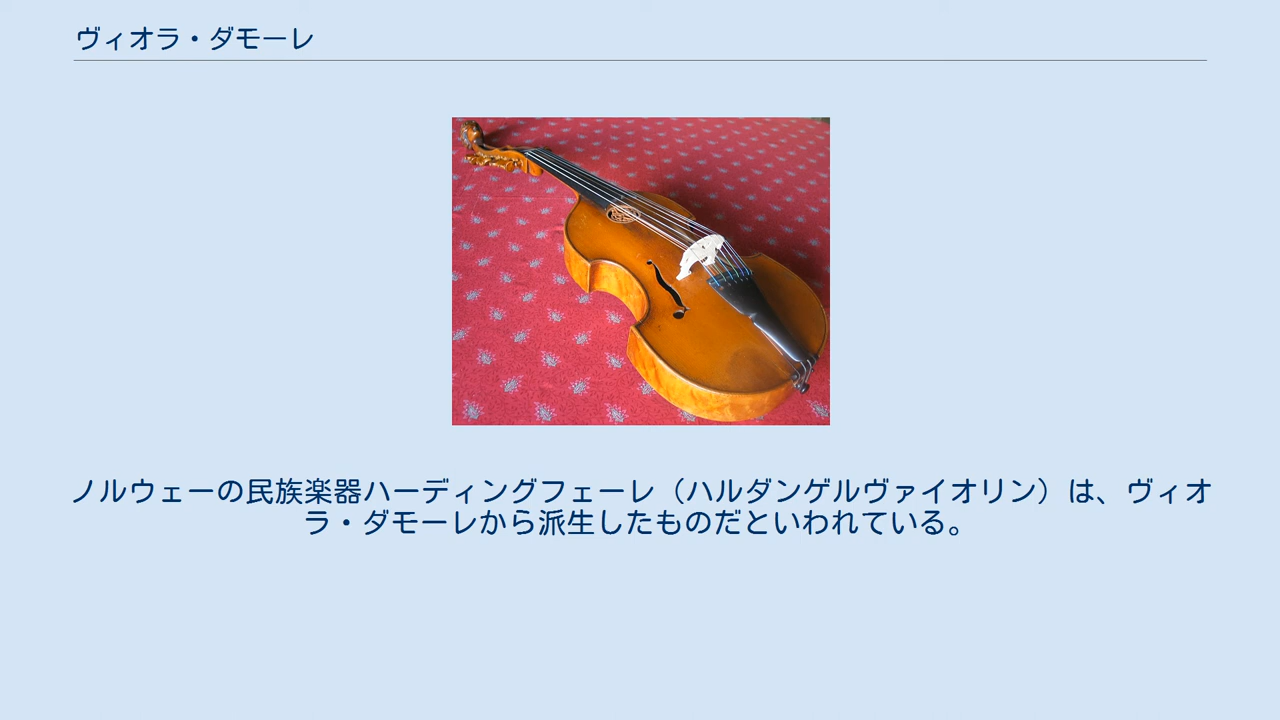 ヴィオラ・ダモーレ
ノルウェーの民族楽器ハーディングフェーレ（ハルダンゲルヴァイオリン）は、ヴィオ
ラ・ダモーレから派生したものだといわれている。